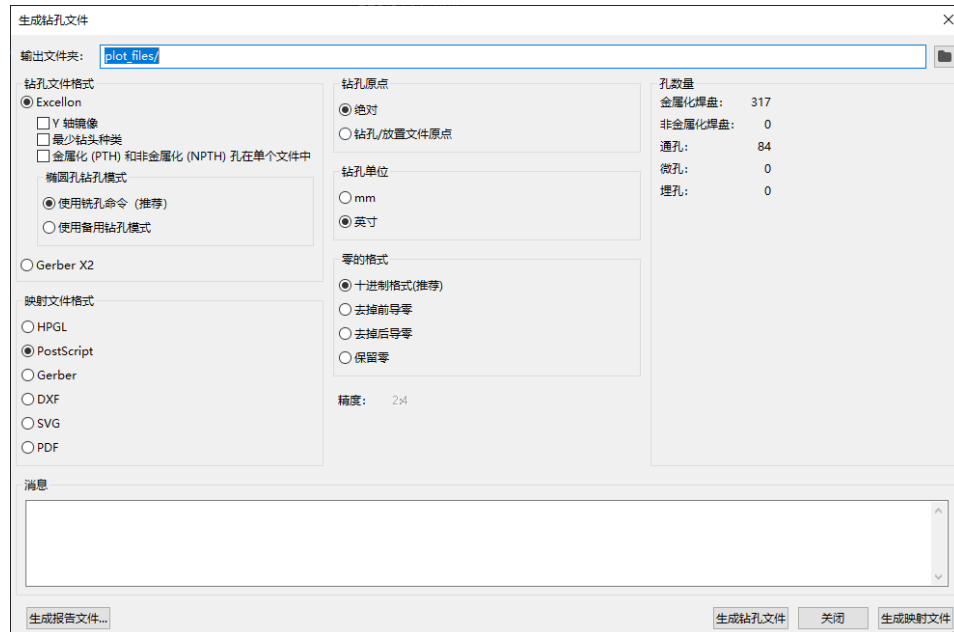 生成钻孔文件
输出文件夹: plot_files/
钻孔文件格式
Excellon
Y 轴镜像
最少钻头种类
金属化 (PTH) 和非金属化 (NPTH) 孔在单个文件中
椭圆孔钻孔模式
使用铣孔命令（推荐）
使用备用钻孔模式
Gerber X2
映射文件格式
HPGL
PostScript
Gerber
DXF
SVG
PDF
钻孔原点
绝对
钻孔/放置文件原点
钻孔单位
mm
英寸
零的格式
十进制格式(推荐)
去掉前导零
去掉后导零
保留零
精度: 2:4
孔数量
金属化焊盘: 317
非金属化焊盘: 0
通孔: 84
微孔: 0
埋孔: 0
消息
生成报告文件... 生成钻孔文件 关闭 生成映射文件